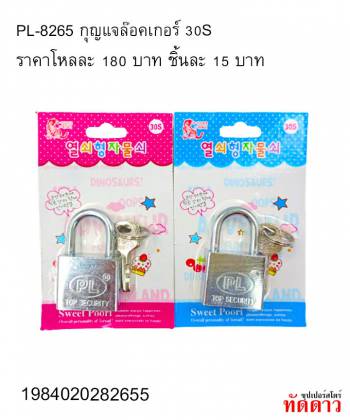 PL-8265 กุญแจล๊อคเกอร์ 30S
ราคาโหลละ 180 บาท ชิ้นละ 15 บาท
30S
열쇠형자물쇠
DINOSAURS!
PL
TOP SECURITY
Sweet Poori
30S
열쇠형자물쇠
DINOSAURS!
PL
TOP SECURITY
Sweet Poori
LAND
1984020282655
ซุปเปอร์สโตร์
ทัดดาว